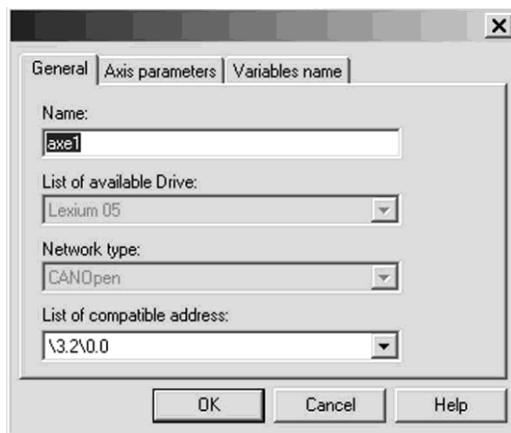 General Axis parameters Variables name
Name:
axe1
List of available Drive:
Lexium 05
Network type:
CANOpen
List of compatible address:
\3.2\0.0
OK Cancel Help